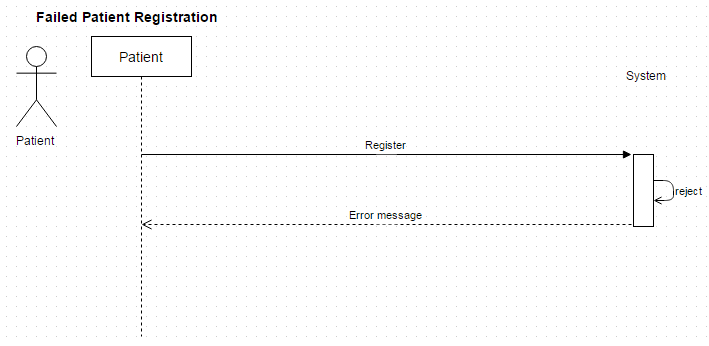 Failed Patient Registration
Patient
System
Patient
Register
reject
Error message